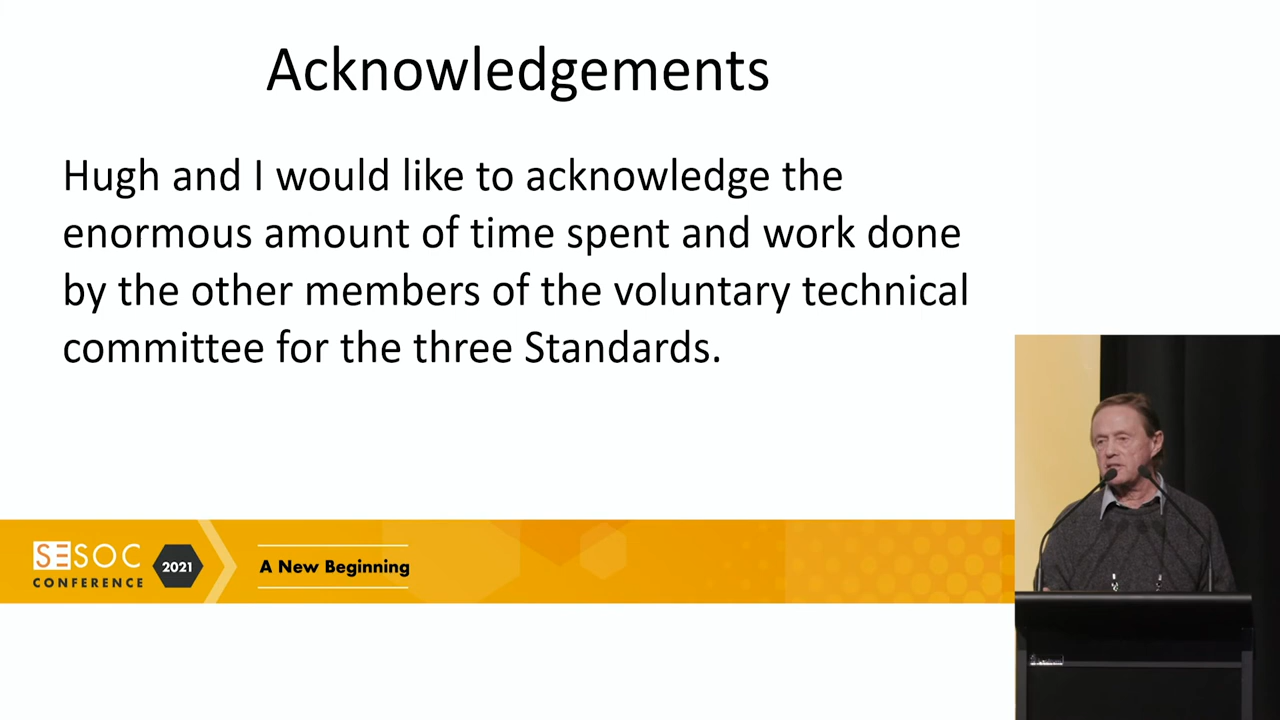 Acknowledgements
Hugh and I would like to acknowledge the
enormous amount of time spent and work done
by the other members of the voluntary technical
committee for the three Standards.
SESOC
CONFERENCE
2021
A New Beginning